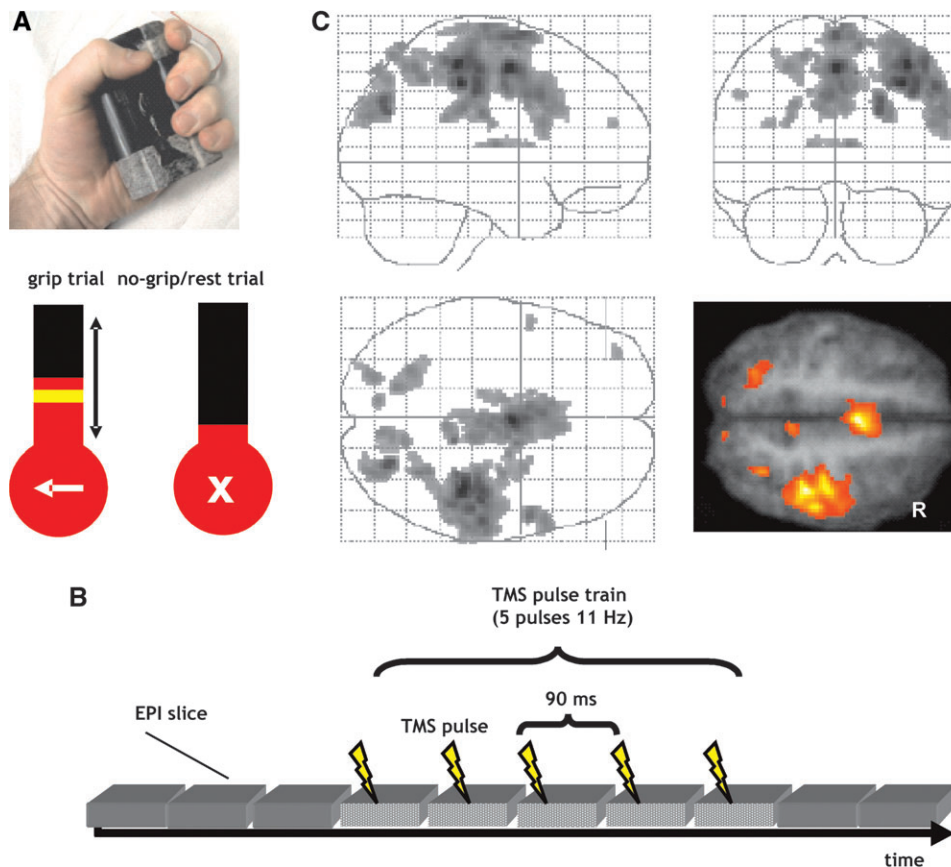 A
C
grip trial
no-grip/rest trial
X
R
B
TMS pulse train
(5 pulses 11 Hz)
90 ms
EPI slice
TMS pulse
time